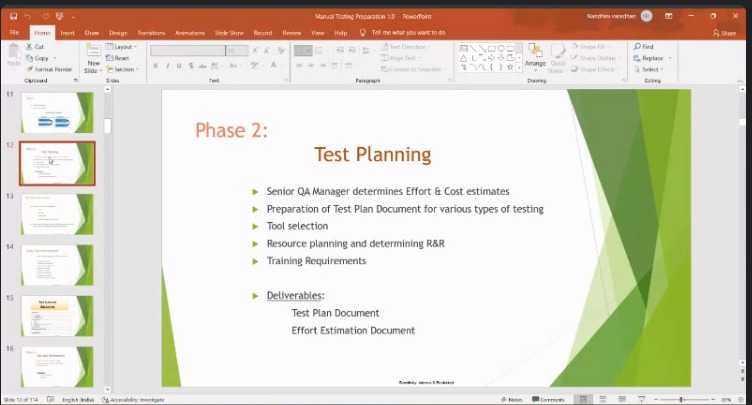 Manual Testing Preparation 1.0 - PowerPoint
Nandhini varadhan
File Home Insert Draw Design Transitions Animations Slide Show Record Review View Help Tell me what you want to do
Share
Paste
Cut
Copy
Format Painter
Clipboard
New Slide
Layout
Reset
Section
Slides
Font
Paragraph
Text Direction
Align Text
Convert to SmartArt
Arrange
Quick Styles
Shape Fill
Shape Outline
Shape Effects
Drawing
Find
Replace
Select
Editing
11
12
13
14
15
16
Phase 2:
Test Planning
Senior QA Manager determines Effort & Cost estimates
Preparation of Test Plan Document for various types of testing
Tool selection
Resource planning and determining R&R
Training Requirements
Deliverables:
Test Plan Document
Effort Estimation Document
Sensitivity: Internal & Restricted
Slide 12 of 114 English (India) Accessibility: Investigate
Notes Comments